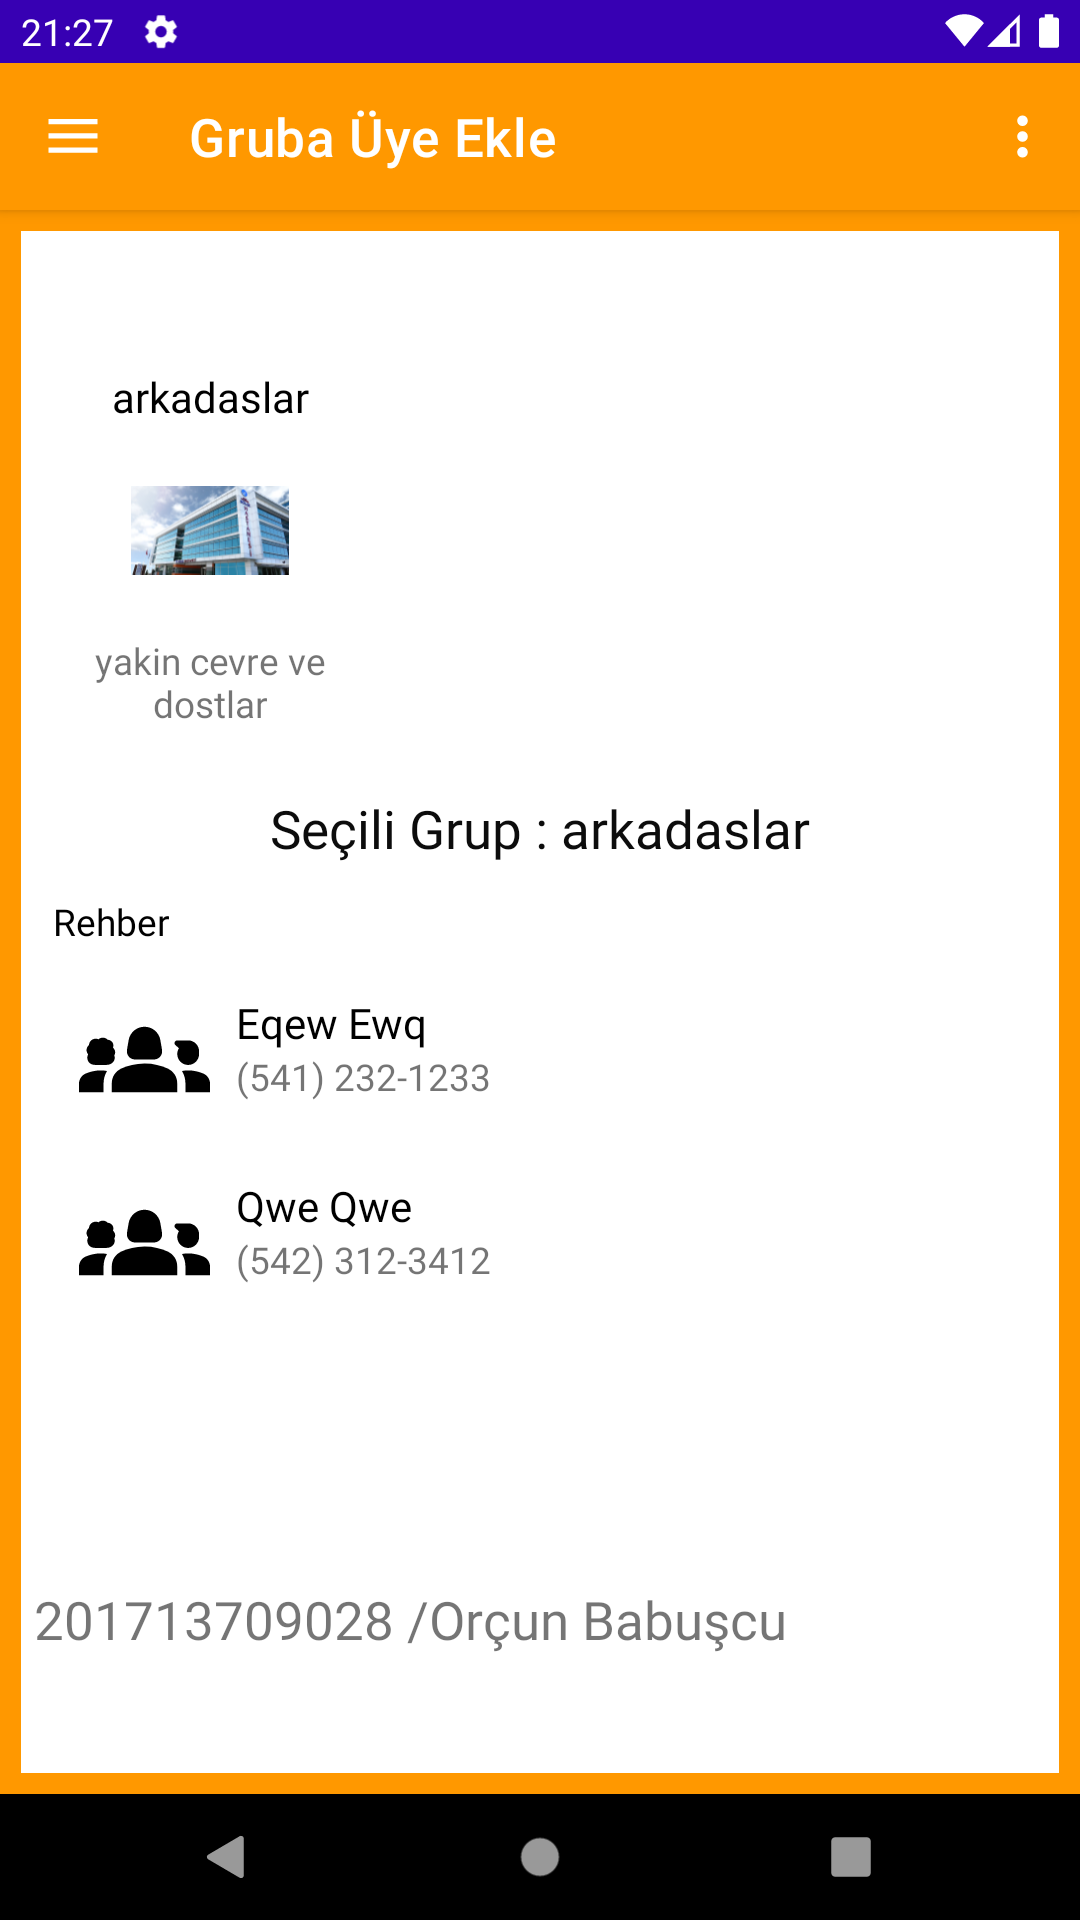 21:27
Gruba Üye Ekle
arkadaslar
yakin cevre ve
dostlar
Seçili Grup : arkadaslar
Rehber
Eqew Ewq
(541) 232-1233
Qwe Qwe
(542) 312-3412
201713709028 /Orçun Babuşcu